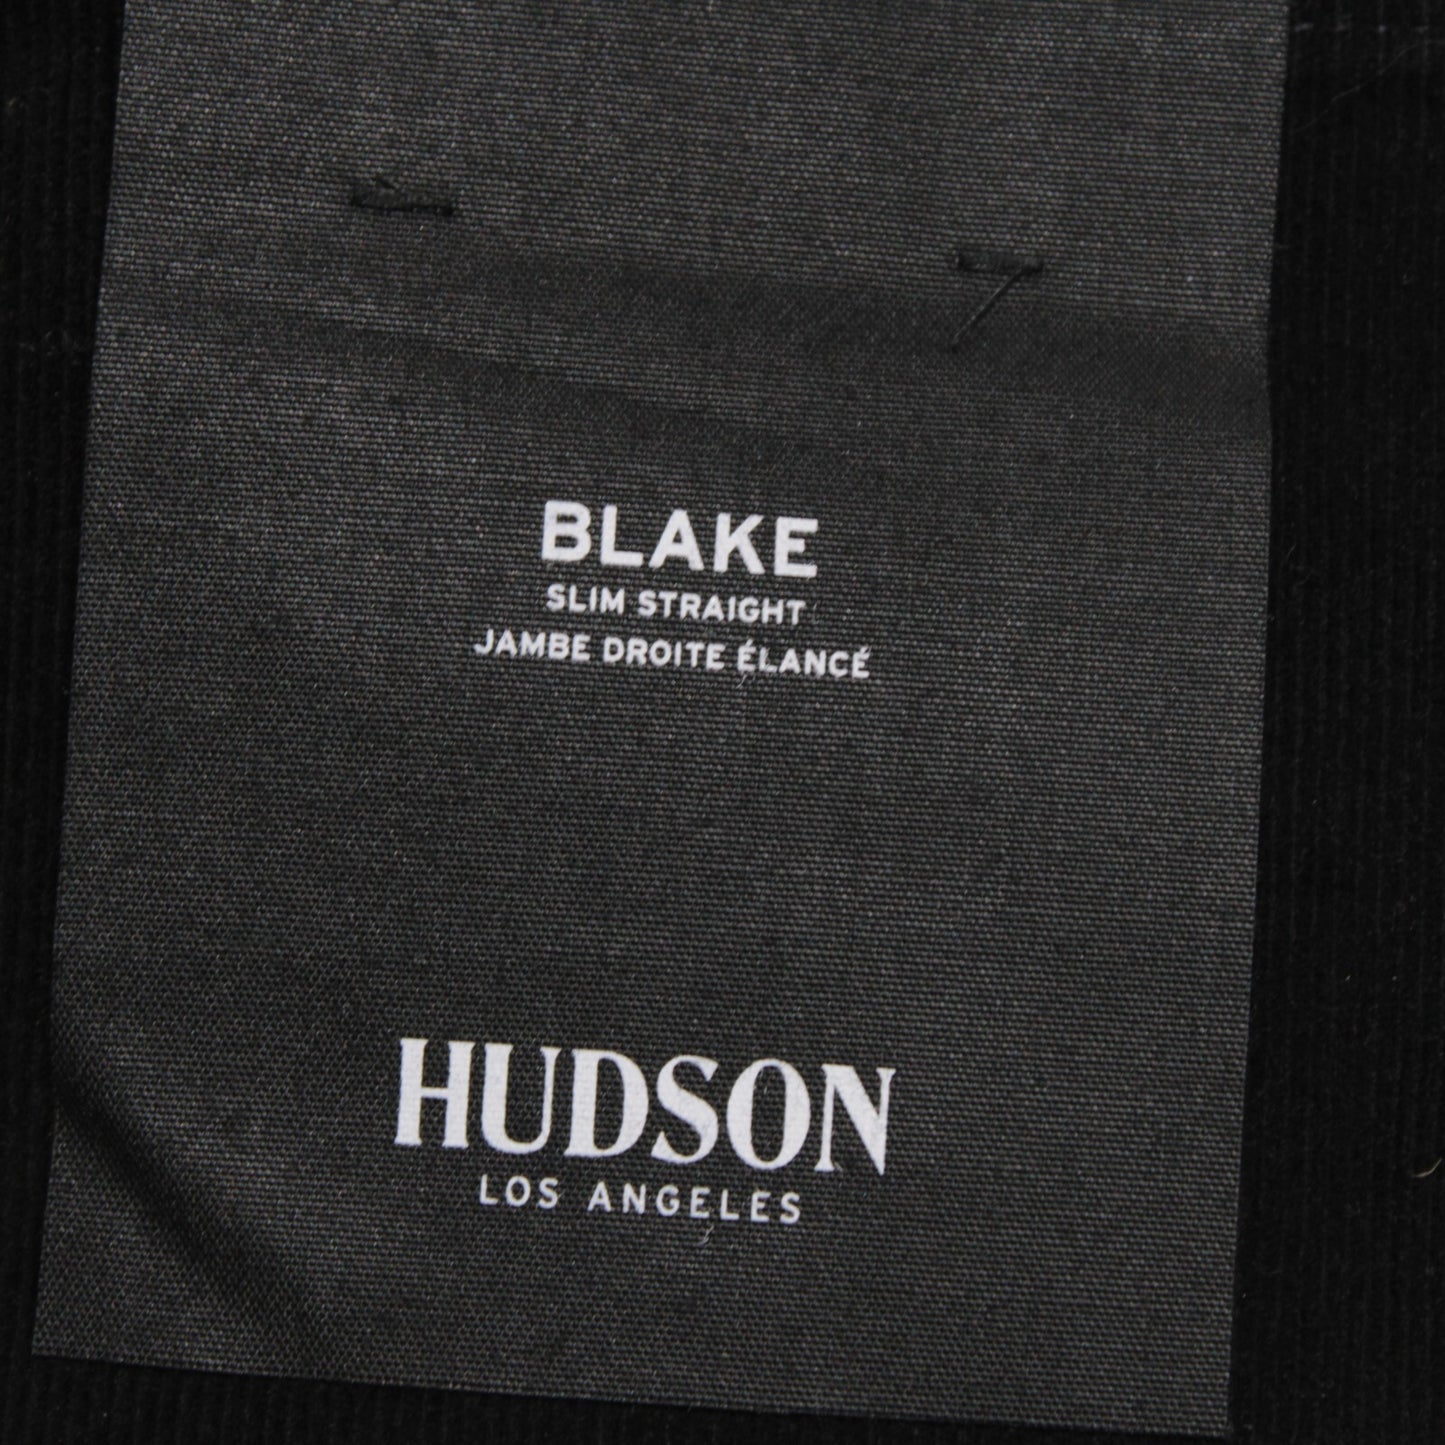 BLAKE
SLIM STRAIGHT
JAMBE DROITE ÉLANCÉ
HUDSON
LOS ANGELES